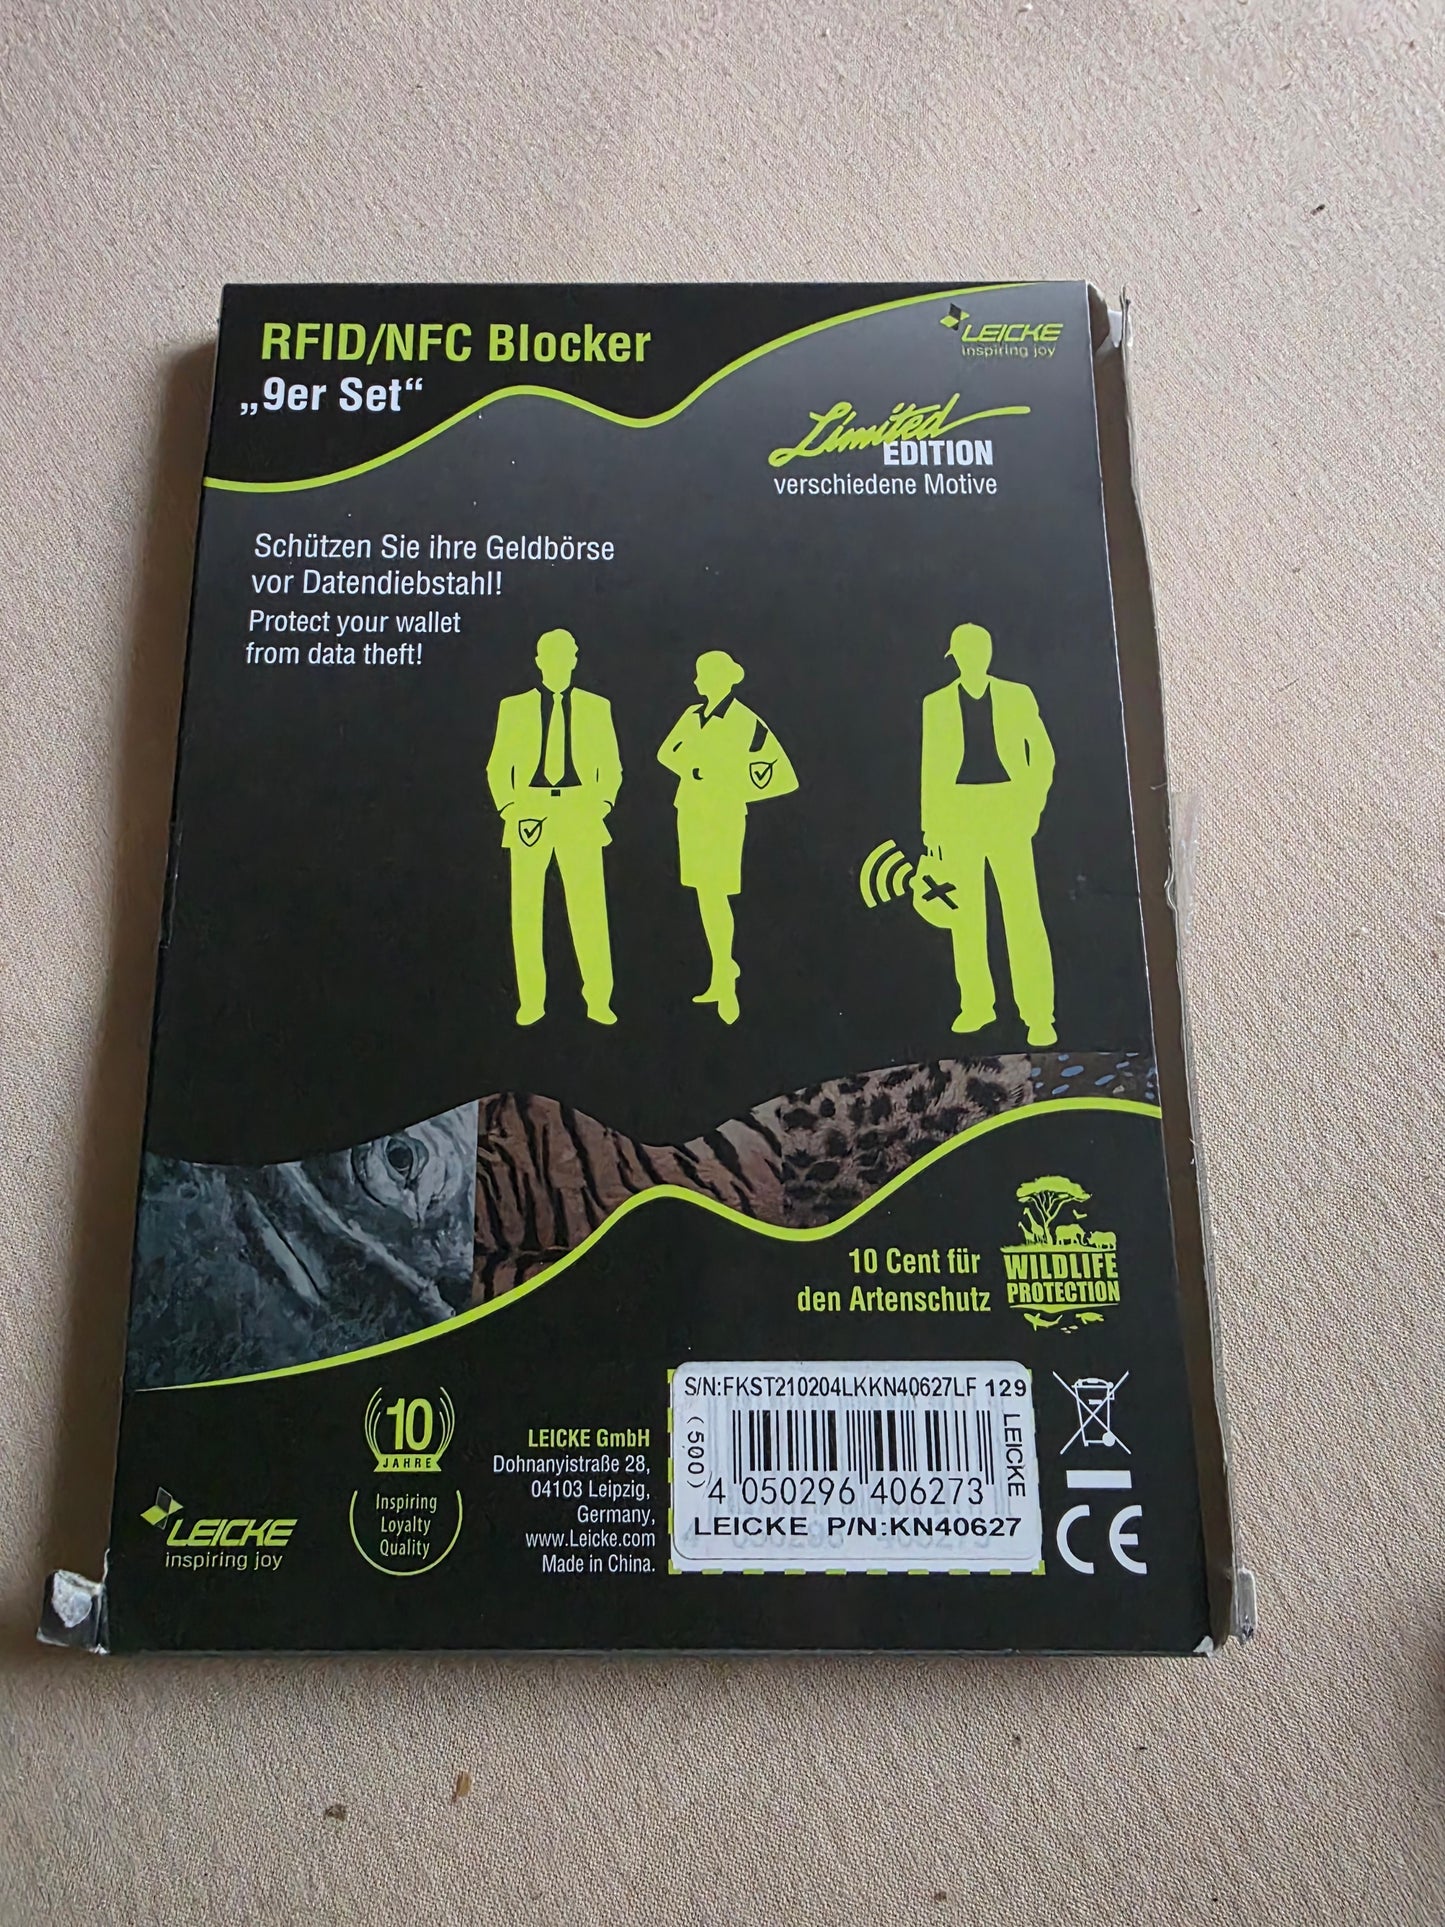 RFID/NFC Blocker
„9er Set“
LEICKE
inspiring joy
Limited
EDITION
verschiedene Motive
Schützen Sie ihre Geldbörse
vor Datendiebstahl!
Protect your wallet
from data theft!
10 Cent für
den Artenschutz
WILDLIFE
PROTECTION
LEICKE
inspiring joy
10
JAHRE
Inspiring
Loyalty
Quality
LEICKE GmbH
Dohnanyistraße 28,
04103 Leipzig,
Germany,
www.Leicke.com
Made in China.
S/N:FKST210204LKKN40627LF 129
(500)
LEICKE
4 050296 406273
LEICKE P/N:KN40627
CE